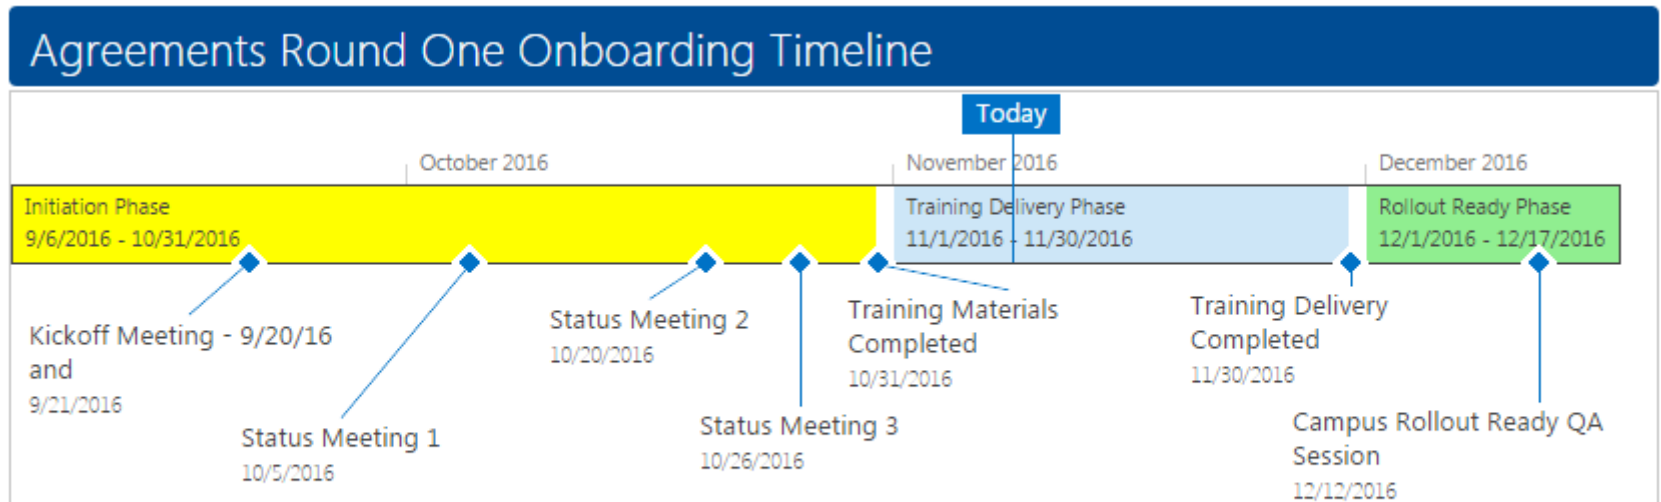 Agreements Round One Onboarding Timeline
Today
October 2016
November 2016
December 2016
Initiation Phase
9/6/2016 - 10/31/2016
Training Delivery Phase
11/1/2016 - 11/30/2016
Rollout Ready Phase
12/1/2016 - 12/17/2016
Kickoff Meeting - 9/20/16
and
9/21/2016
Status Meeting 1
10/5/2016
Status Meeting 2
10/20/2016
Status Meeting 3
10/26/2016
Training Materials
Completed
10/31/2016
Training Delivery
Completed
11/30/2016
Campus Rollout Ready QA
Session
12/12/2016